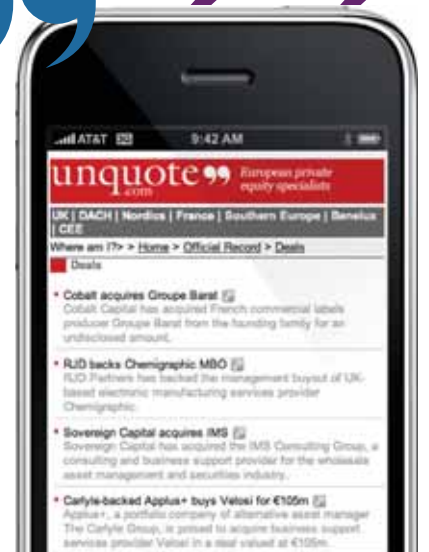 AT&T 3G 9:42 AM
unquote
.com
European private
equity specialists
UK | DACH | Nordics | France | Southern Europe | Benelux
| CEE
Where am I?> > Home > Official Record > Deals
Deals
Cobalt acquires Groupe Barat
Cobalt Capital has acquired French commercial labels
producer Groupe Barat from the founding family for an
undisclosed amount.
RJD backs Chemigraphic MBO
RJD Partners has backed the management buyout of UK-
based electronic manufacturing services provider
Chemigraphic.
Sovereign Capital acquires IMS
Sovereign Capital has acquired the IMS Consulting Group, a
consulting and business support provider for the wholesale
asset management and securities industry.
Carlyle-backed Applus+ buys Velosi for €105m
Applus+, a portfolio company of alternative asset manager
The Carlyle Group, is poised to acquire business support
services provider Velosi in a deal valued at €105m.